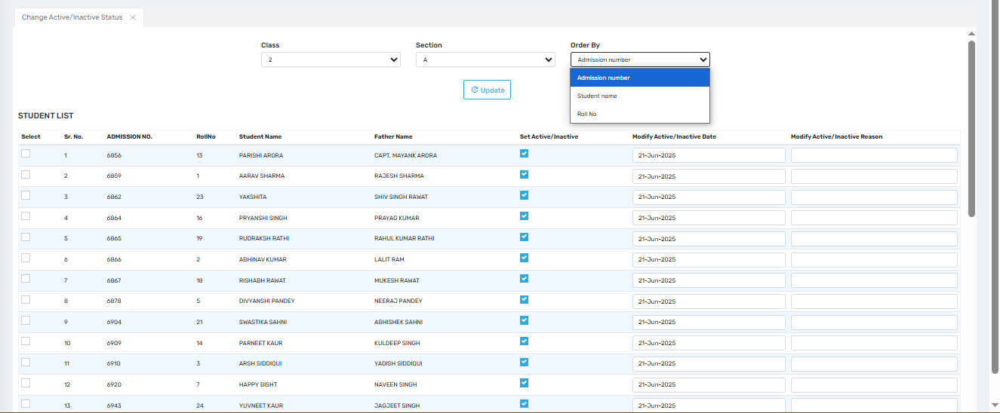 Change Active/Inactive Status
Class Section Order By
2 A Admission number
Admission number
Update
Student name
Roll No
STUDENT LIST
Select Sr. No. ADMISSION NO. RollNo Student Name Father Name Set Active/Inactive Modify Active/Inactive Date Modify Active/Inactive Reason
1 6856 13 PARISHI ARORA CAPT. MAYANK ARORA 21-Jun-2025
2 6859 1 AARAV SHARMA RAJESH SHARMA 21-Jun-2025
3 6862 23 YAKSHITA SHIV SINGH RAWAT 21-Jun-2025
4 6864 16 PRYANSHI SINGH PRAYAG KUMAR 21-Jun-2025
5 6865 19 RUDRAKSH RATHI RAHUL KUMAR RATHI 21-Jun-2025
6 6866 2 ABHINAV KUMAR LALIT RAM 21-Jun-2025
7 6867 18 RISHABH RAWAT MUKESH RAWAT 21-Jun-2025
8 6878 5 DIVYANSHI PANDEY NEERAJ PANDEY 21-Jun-2025
9 6904 21 SWASTIKA SAHNI ABHISHEK SAHNI 21-Jun-2025
10 6909 14 PARNEET KAUR KULDEEP SINGH 21-Jun-2025
11 6910 3 ARSH SIDDIQUI YADISH SIDDIQUI 21-Jun-2025
12 6920 7 HAPPY BISHT NAVEEN SINGH 21-Jun-2025
13 6943 24 YUVNEET KAUR JAGJEET SINGH 21-Jun-2025